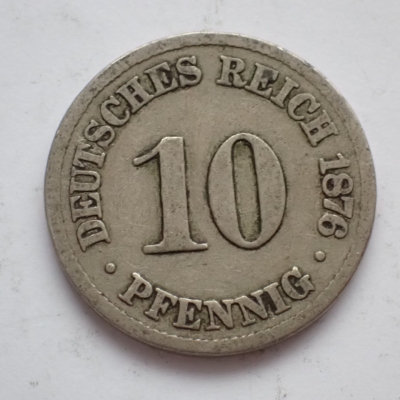 DEUTSCHES REICH 1876
10
• PFENNIG •